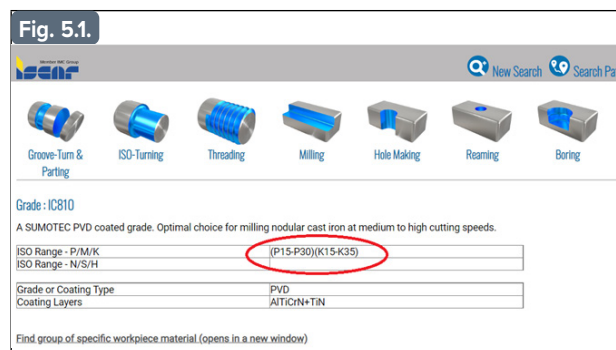 Fig. 5.1.
Member IMC Group
ISCAR
New Search
Search Pa
Groove-Turn &
Parting
ISO-Turning
Threading
Milling
Hole Making
Reaming
Boring
Grade : IC810
A SUMOTEC PVD coated grade. Optimal choice for milling nodular cast iron at medium to high cutting speeds.
ISO Range - P/M/K (P15-P30)(K15-K35)
ISO Range - N/S/H
Grade or Coating Type PVD
Coating Layers AlTiCrN+TiN
Find group of specific workpiece material (opens in a new window)